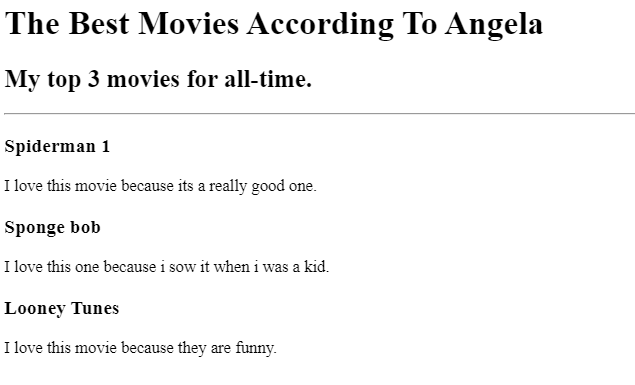 The Best Movies According To Angela
My top 3 movies for all-time.
Spiderman 1
I love this movie because its a really good one.
Sponge bob
I love this one because i sow it when i was a kid.
Looney Tunes
I love this movie because they are funny.